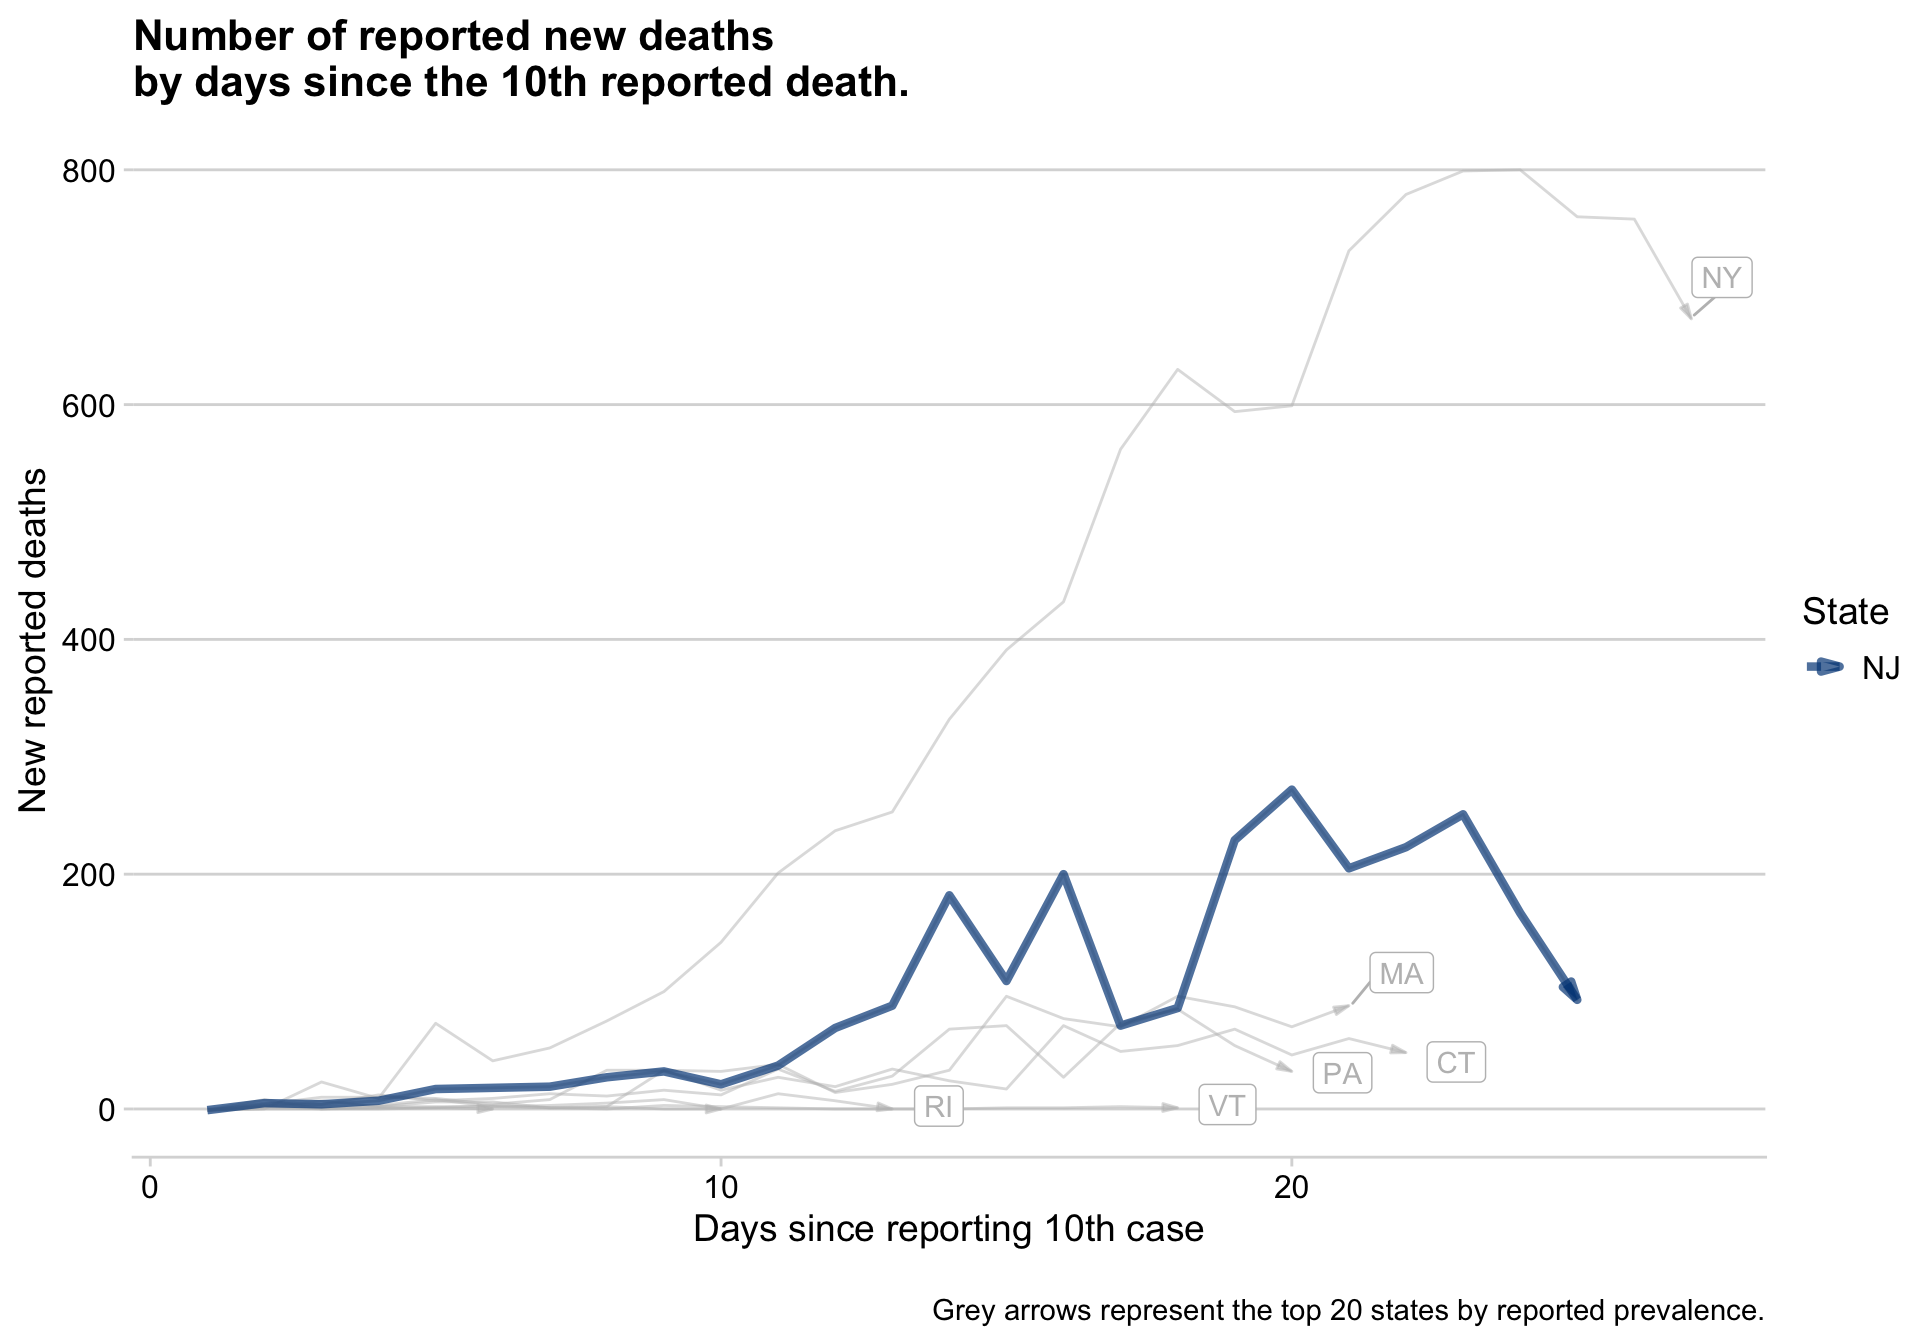 Number of reported new deaths
by days since the 10th reported death.
800
600
400
200
0
New reported deaths
NY
MA
CT
PA
VT
RI
State
NJ
0
10
20
Days since reporting 10th case
Grey arrows represent the top 20 states by reported prevalence.